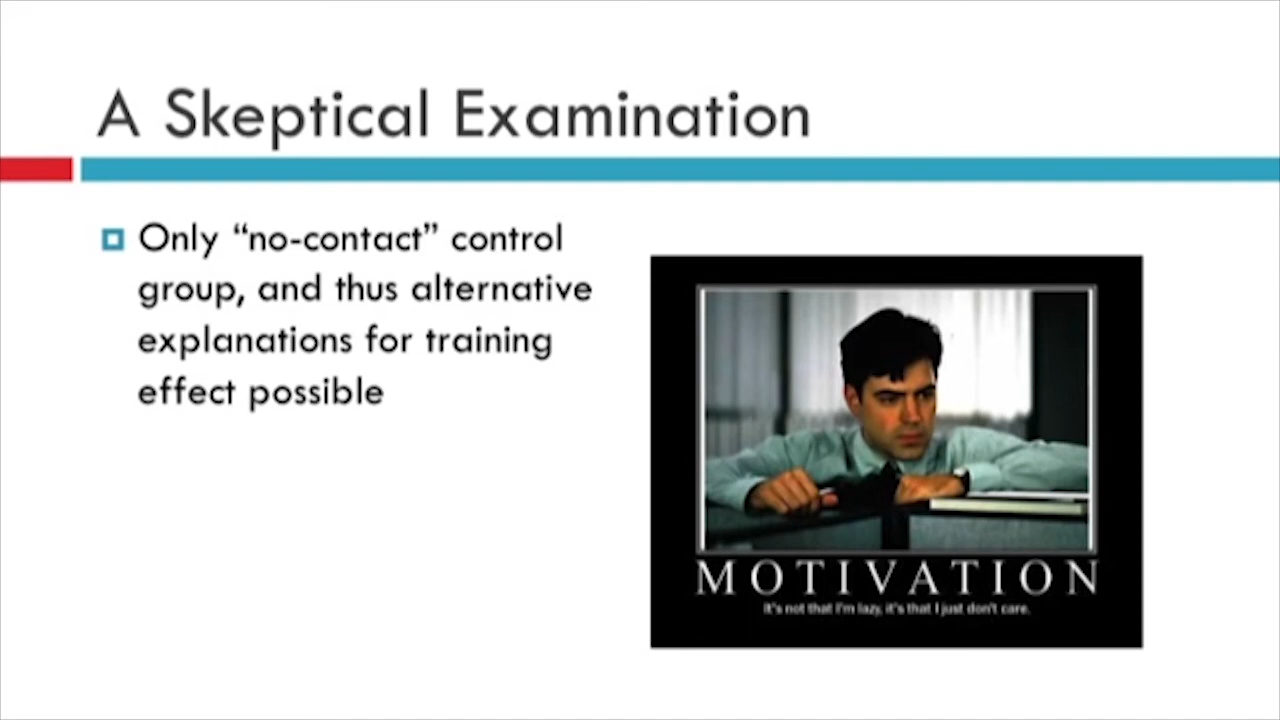 A Skeptical Examination
Only “no-contact” control
group, and thus alternative
explanations for training
effect possible
MOTIVATION
It's not that I'm lazy, it's that I just don't care.